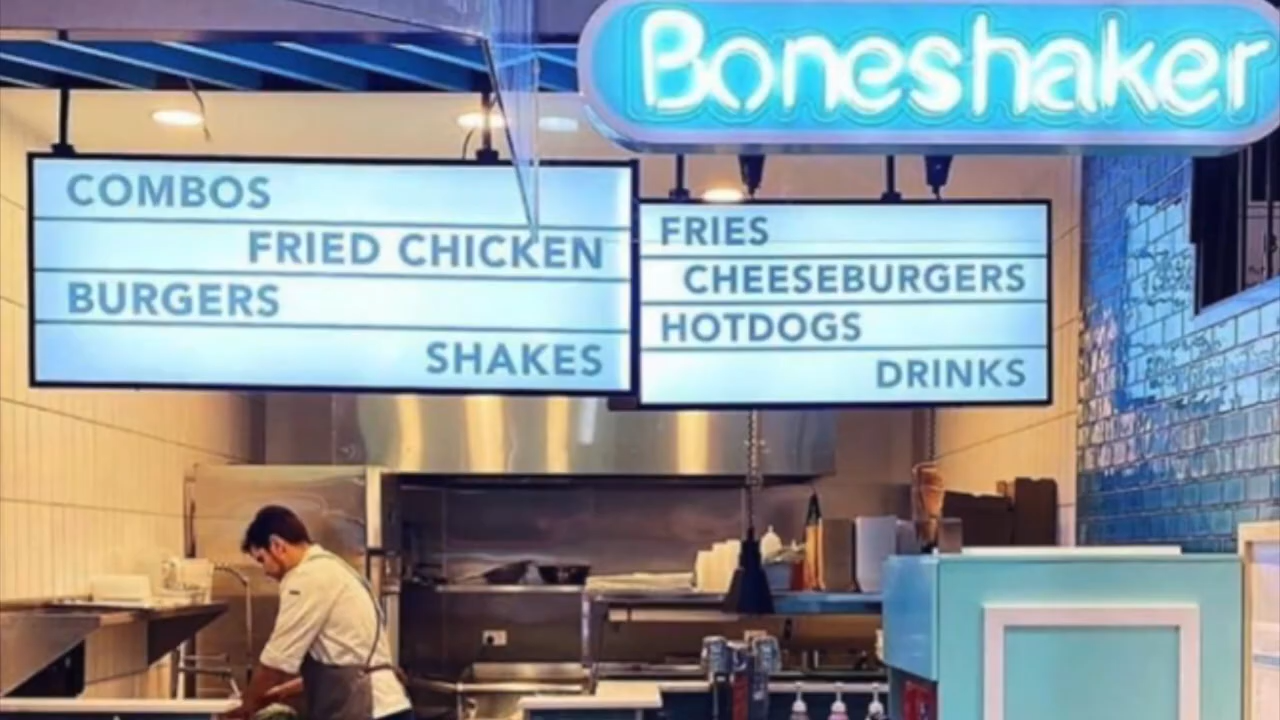 Boneshaker
COMBOS
FRIED CHICKEN
BURGERS
SHAKES
FRIES
CHEESEBURGERS
HOTDOGS
DRINKS